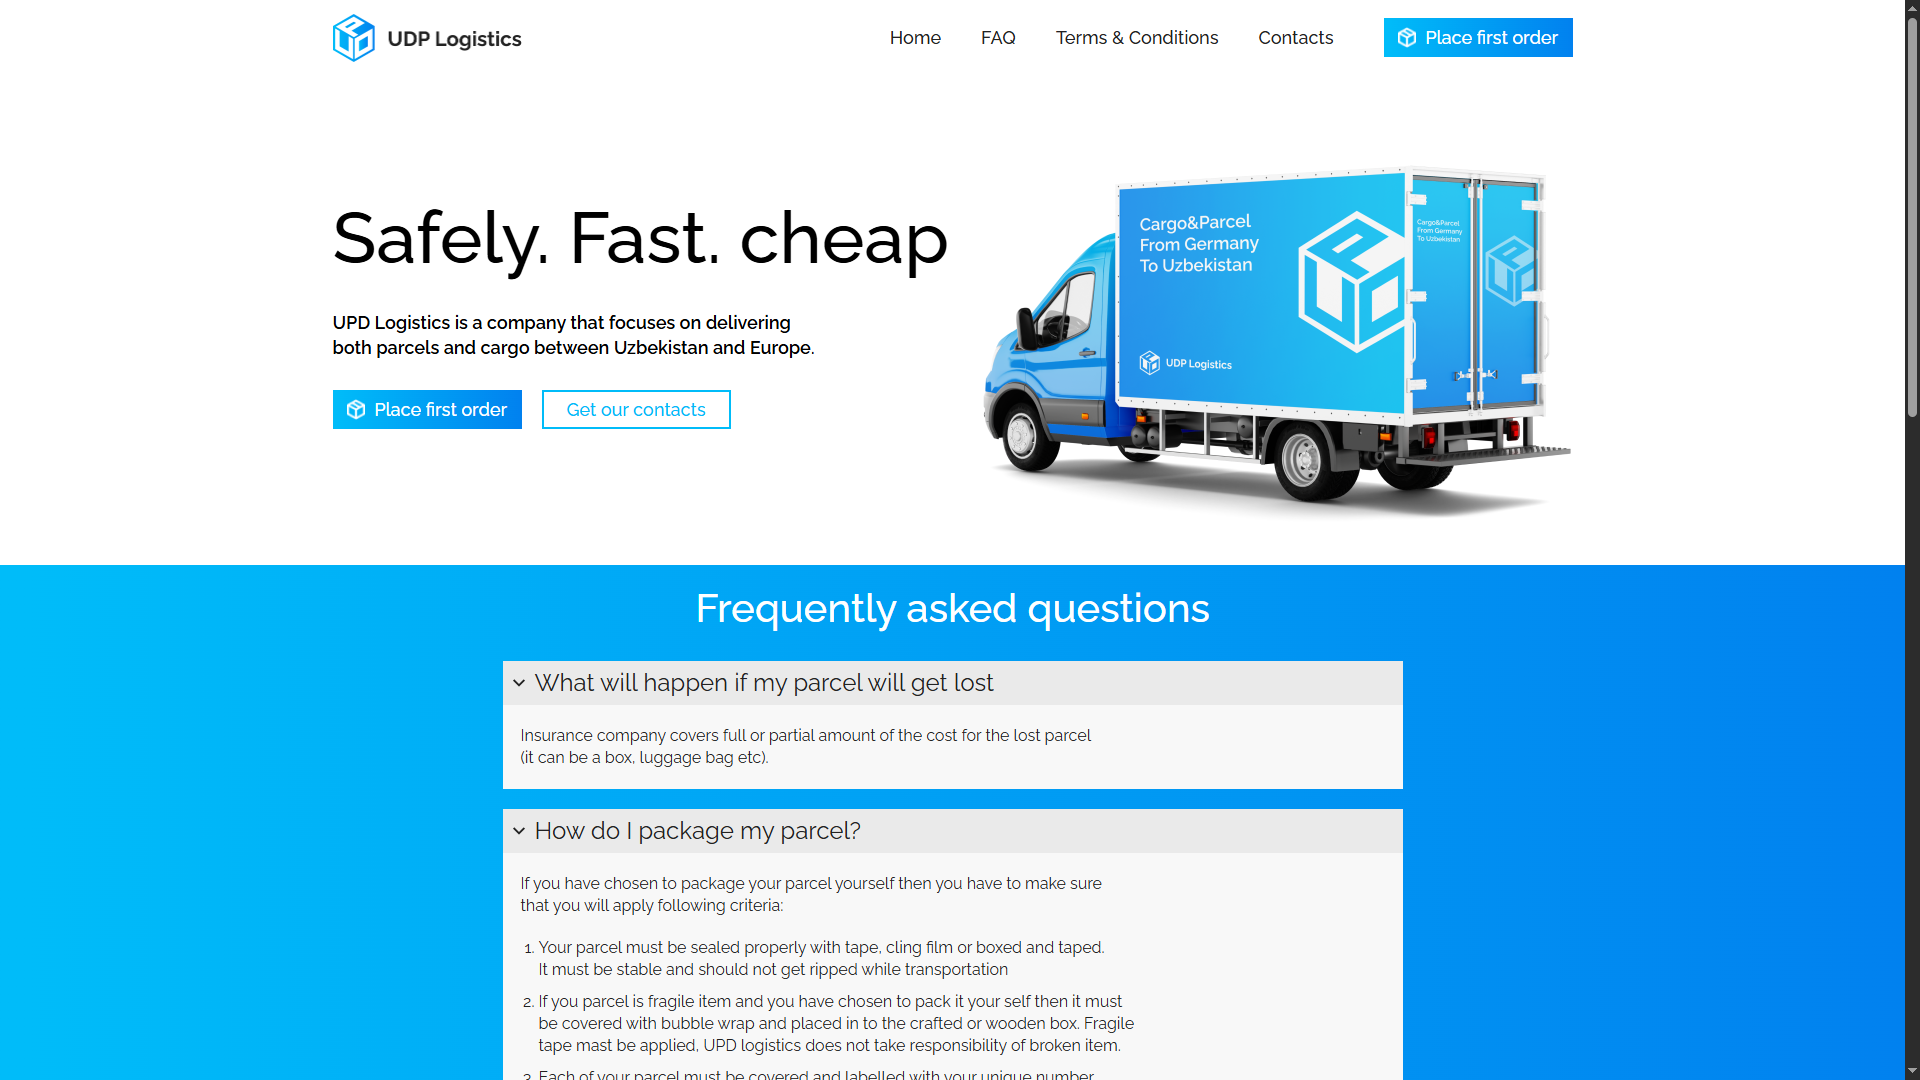 UDP Logistics
Home
FAQ
Terms & Conditions
Contacts
Place first order
Safely. Fast. cheap
UPD Logistics is a company that focuses on delivering
both parcels and cargo between Uzbekistan and Europe.
Place first order
Get our contacts
Cargo&Parcel
From Germany
To Uzbekistan
UDP Logistics
Cargo&Parcel
From Germany
To Uzbekistan
Frequently asked questions
What will happen if my parcel will get lost
Insurance company covers full or partial amount of the cost for the lost parcel
(it can be a box, luggage bag etc).
How do I package my parcel?
If you have chosen to package your parcel yourself then you have to make sure
that you will apply following criteria:
1. Your parcel must be sealed properly with tape, cling film or boxed and taped.
It must be stable and should not get ripped while transportation
2. If you parcel is fragile item and you have chosen to pack it your self then it must
be covered with bubble wrap and placed in to the crafted or wooden box. Fragile
tape mast be applied, UPD logistics does not take responsibility of broken item.
3. Each of your parcel must be covered and labelled with your unique number